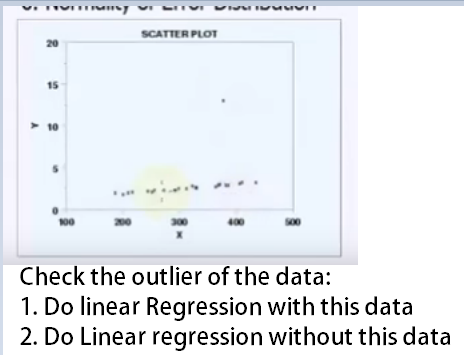 SCATTER PLOT
20
15
Y 10
5
0
100 200 300 400 500
X
Check the outlier of the data:
1. Do linear Regression with this data
2. Do Linear regression without this data